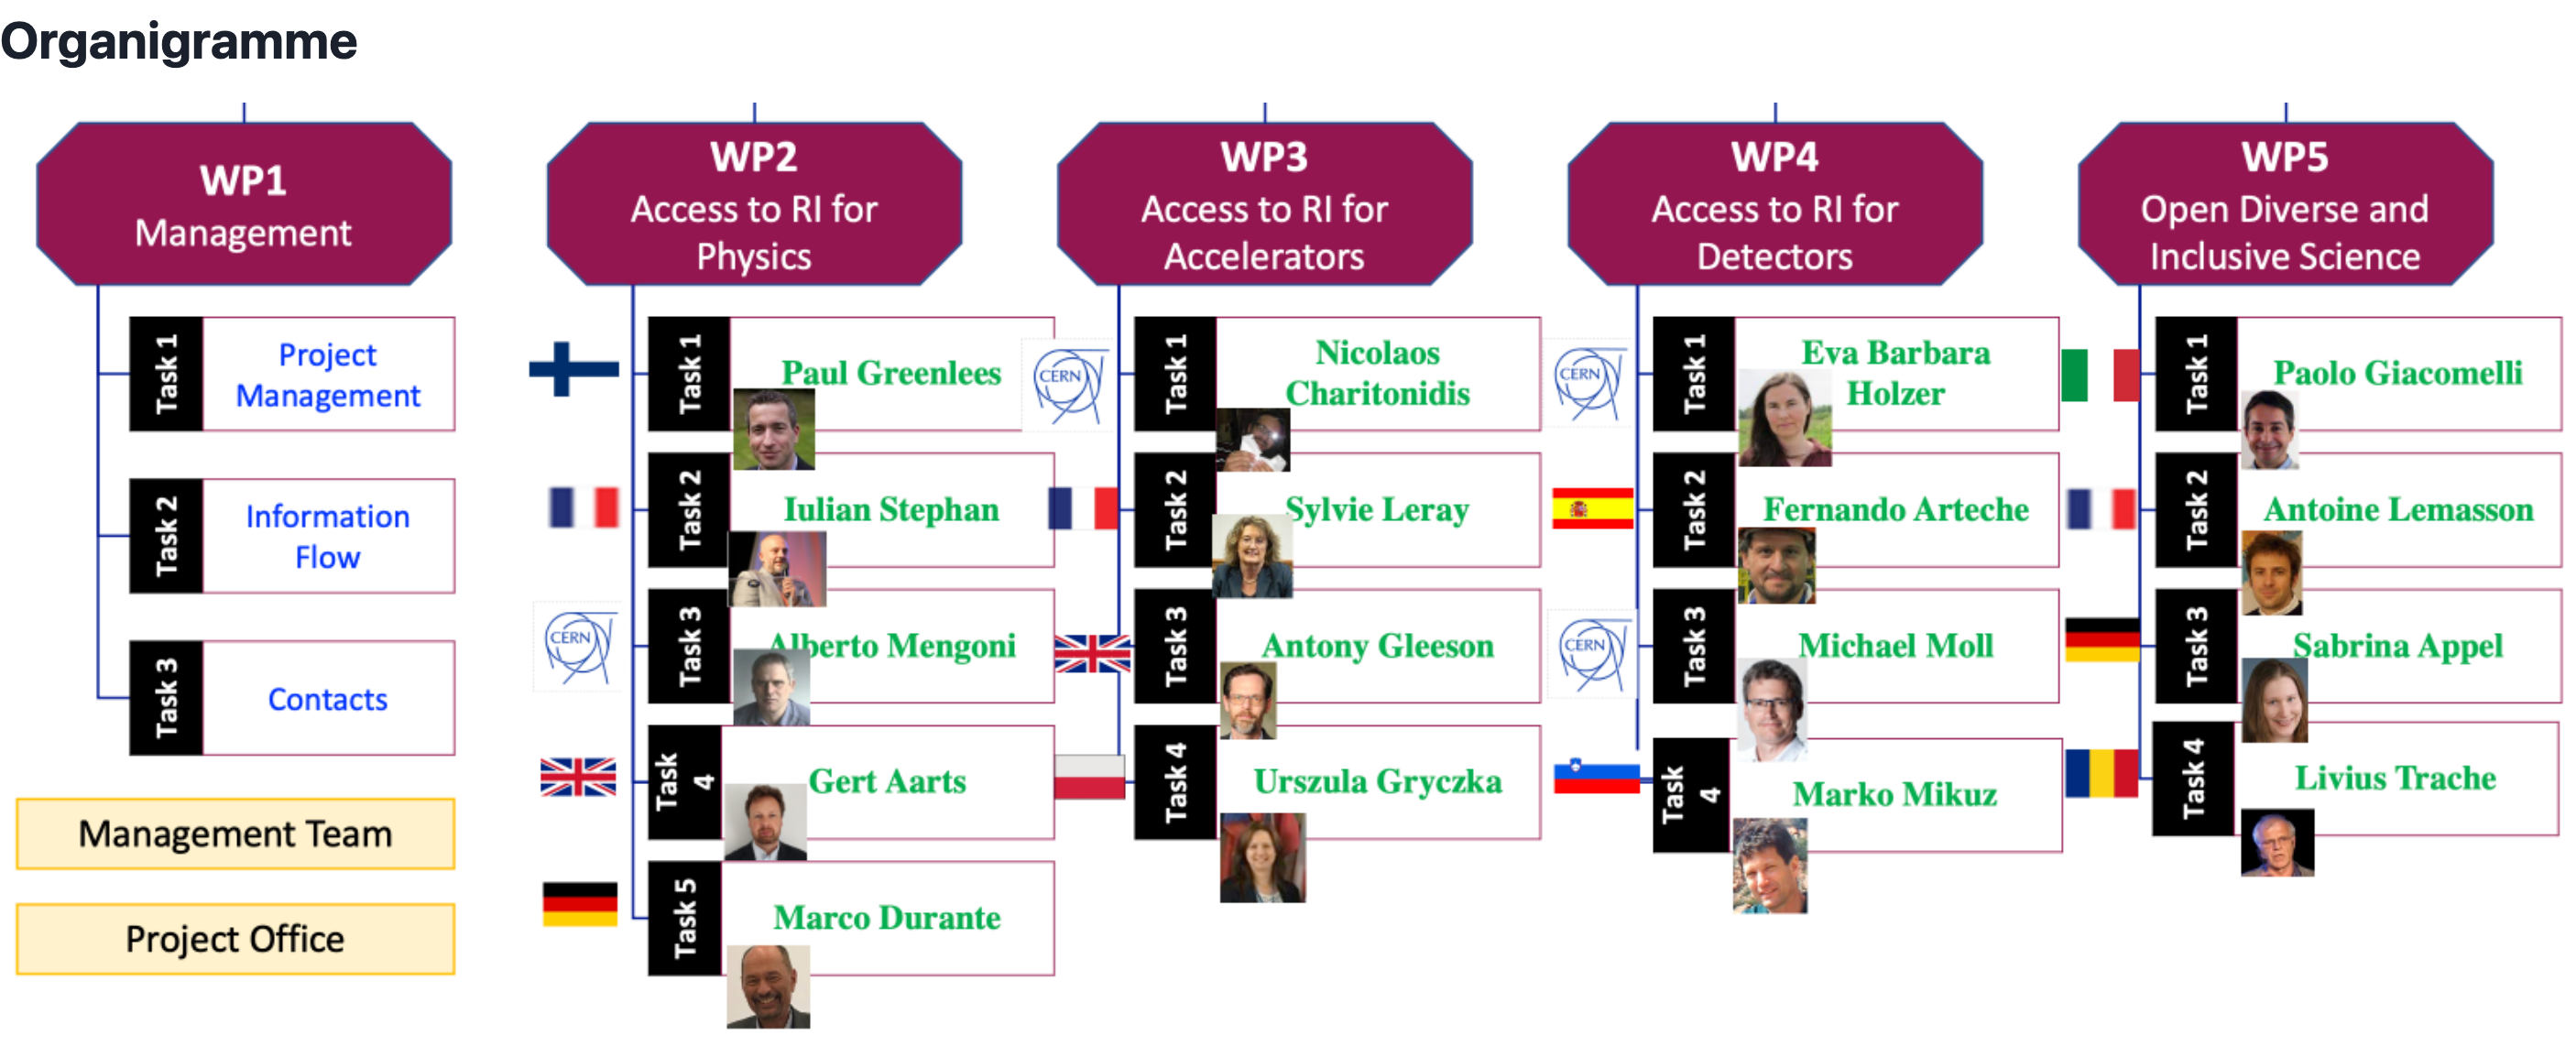 Organigramme
WP1
Management
Task 1
Project
Management
Task 2
Information
Flow
Task 3
Contacts
Management Team
Project Office
WP2
Access to RI for
Physics
Task 1
Paul Greenlees
Task 2
Iulian Stephan
CERN
Task 3
Alberto Mengoni
Task
4
Gert Aarts
Task 5
Marco Durante
WP3
Access to RI for
Accelerators
CERN
Task 1
Nicolaos
Charitonidis
Task 2
Sylvie Leray
Task 3
Antony Gleeson
Task 4
Urszula Gryczka
WP4
Access to RI for
Detectors
CERN
Task 1
Eva Barbara
Holzer
Task 2
Fernando Arteche
CERN
Task 3
Michael Moll
Task
4
Marko Mikuz
WP5
Open Diverse and
Inclusive Science
Task 1
Paolo Giacomelli
Task 2
Antoine Lemasson
Task 3
Sabrina Appel
Task 4
Livius Trache